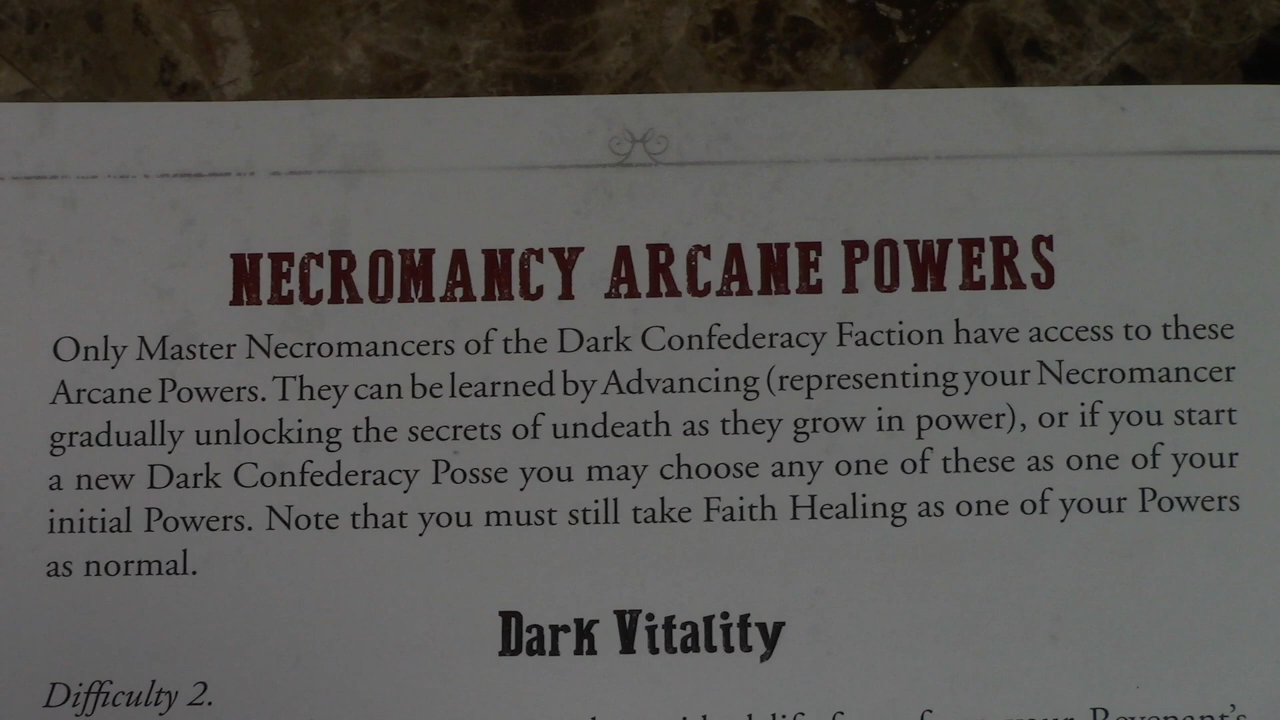 NECROMANCY ARCANE POWERS
Only Master Necromancers of the Dark Confederacy Faction have access to these
Arcane Powers. They can be learned by Advancing (representing your Necromancer
gradually unlocking the secrets of undeath as they grow in power), or if you start
a new Dark Confederacy Posse you may choose any one of these as one of your
initial Powers. Note that you must still take Faith Healing as one of your Powers
as normal.
Dark Vitality
Difficulty 2.
your Revenant's